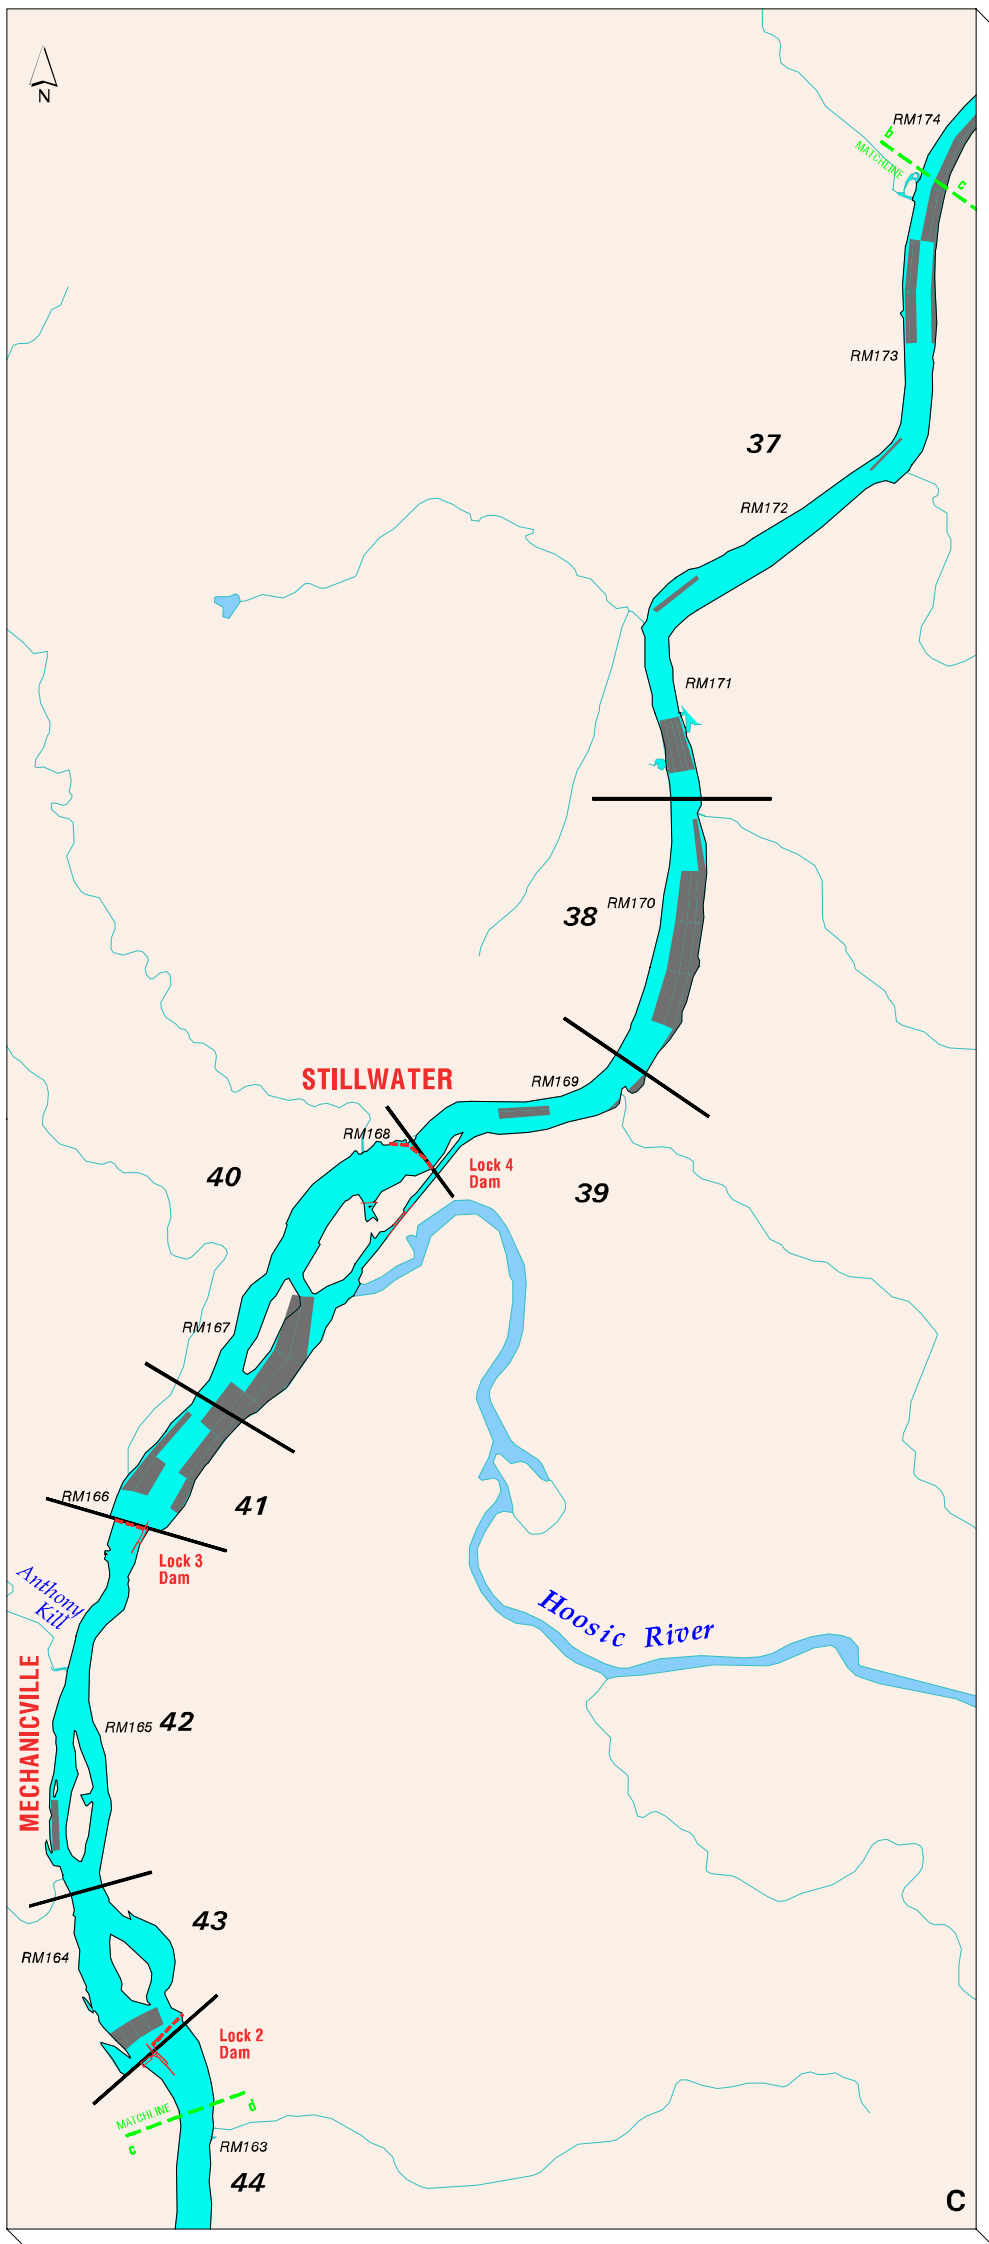 N
RM174
b
MATCHLINE
c
RM173
37
RM172
RM171
38
RM170
RM169
STILLWATER
RM168
Lock 4
Dam
40
39
RM167
RM166
41
Lock 3
Dam
Anthony
Kill
Hoosic River
MECHANICVILLE
RM165
42
43
RM164
Lock 2
Dam
MATCHLINE
d
c
RM163
44
C